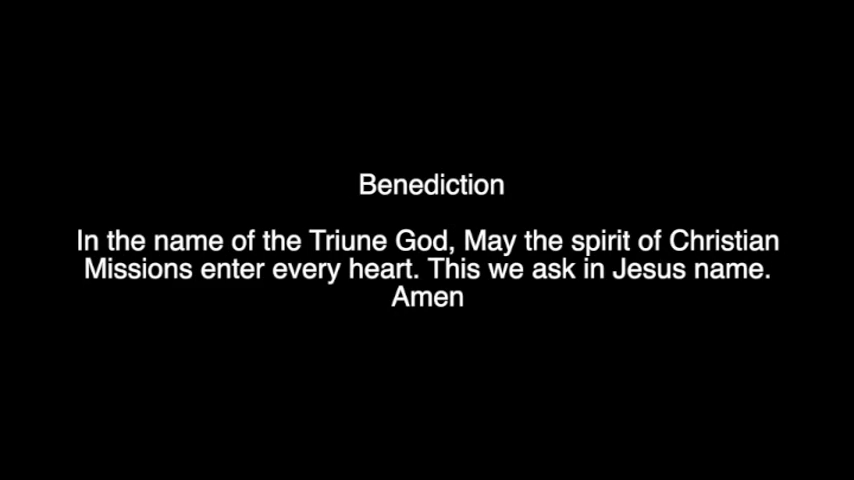 Benediction
In the name of the Triune God, May the spirit of Christian
Missions enter every heart. This we ask in Jesus name.
Amen